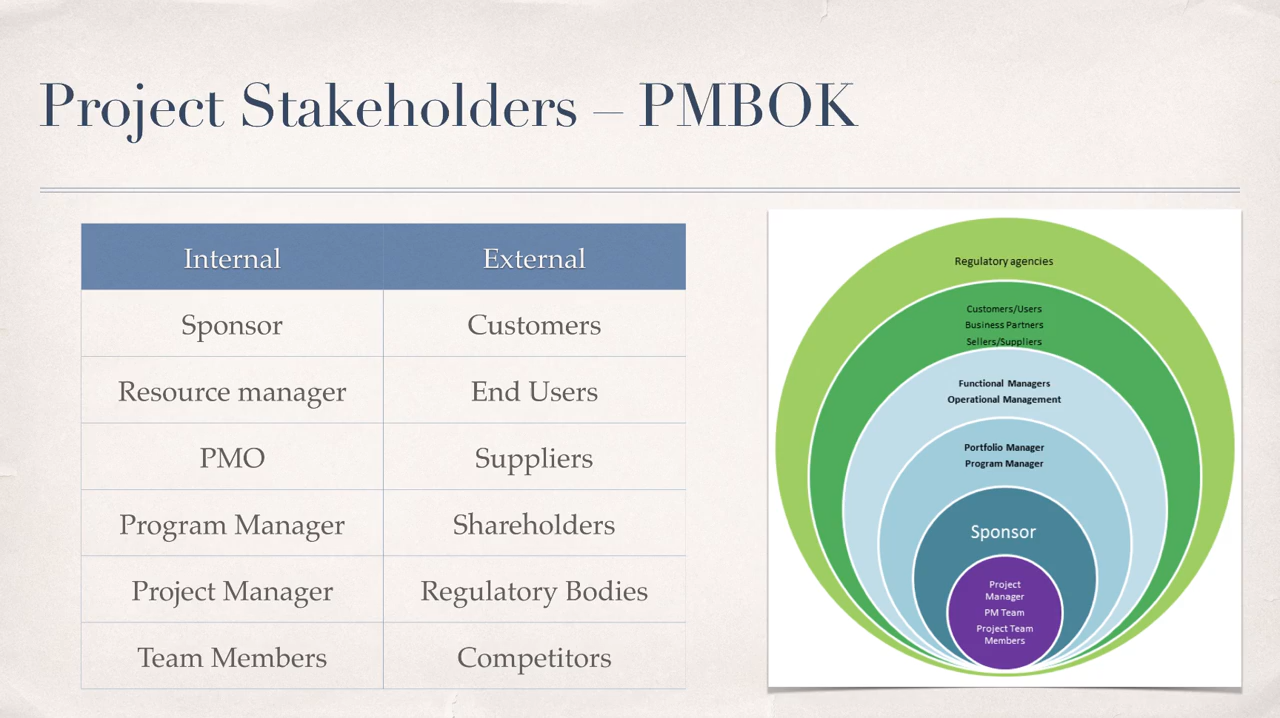 Project Stakeholders – PMBOK
Internal External
Sponsor Customers
Resource manager End Users
PMO Suppliers
Program Manager Shareholders
Project Manager Regulatory Bodies
Team Members Competitors
Regulatory agencies
Customers/Users
Business Partners
Sellers/Suppliers
Functional Managers
Operational Management
Portfolio Manager
Program Manager
Sponsor
Project
Manager
PM Team
Project Team
Members